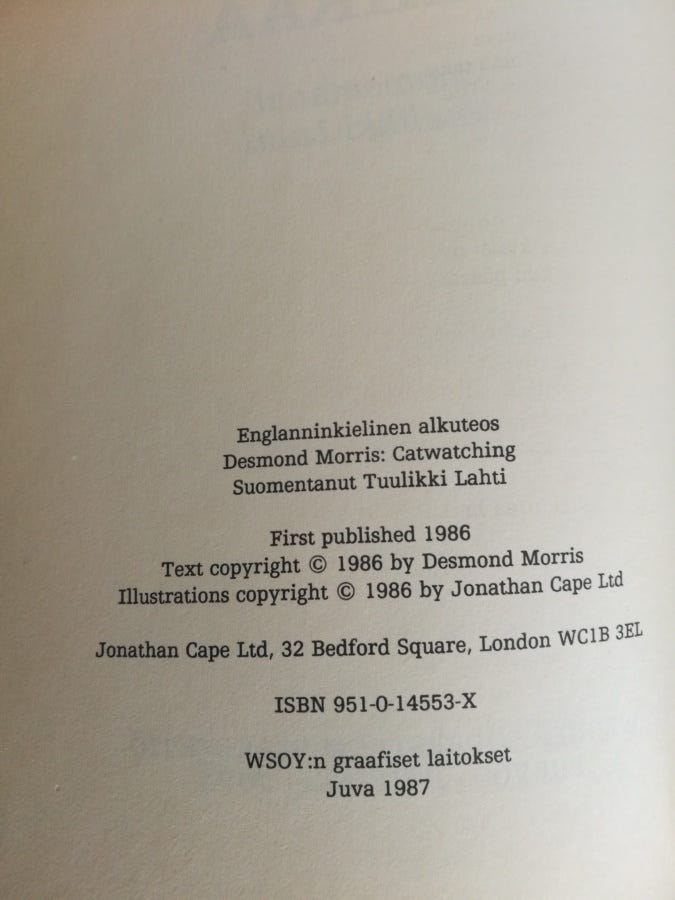 Englanninkielinen alkuteos
Desmond Morris: Catwatching
Suomentanut Tuulikki Lahti
First published 1986
Text copyright © 1986 by Desmond Morris
Illustrations copyright © 1986 by Jonathan Cape Ltd
Jonathan Cape Ltd, 32 Bedford Square, London WC1B 3EL
ISBN 951-0-14553-X
WSOY:n graafiset laitokset
Juva 1987